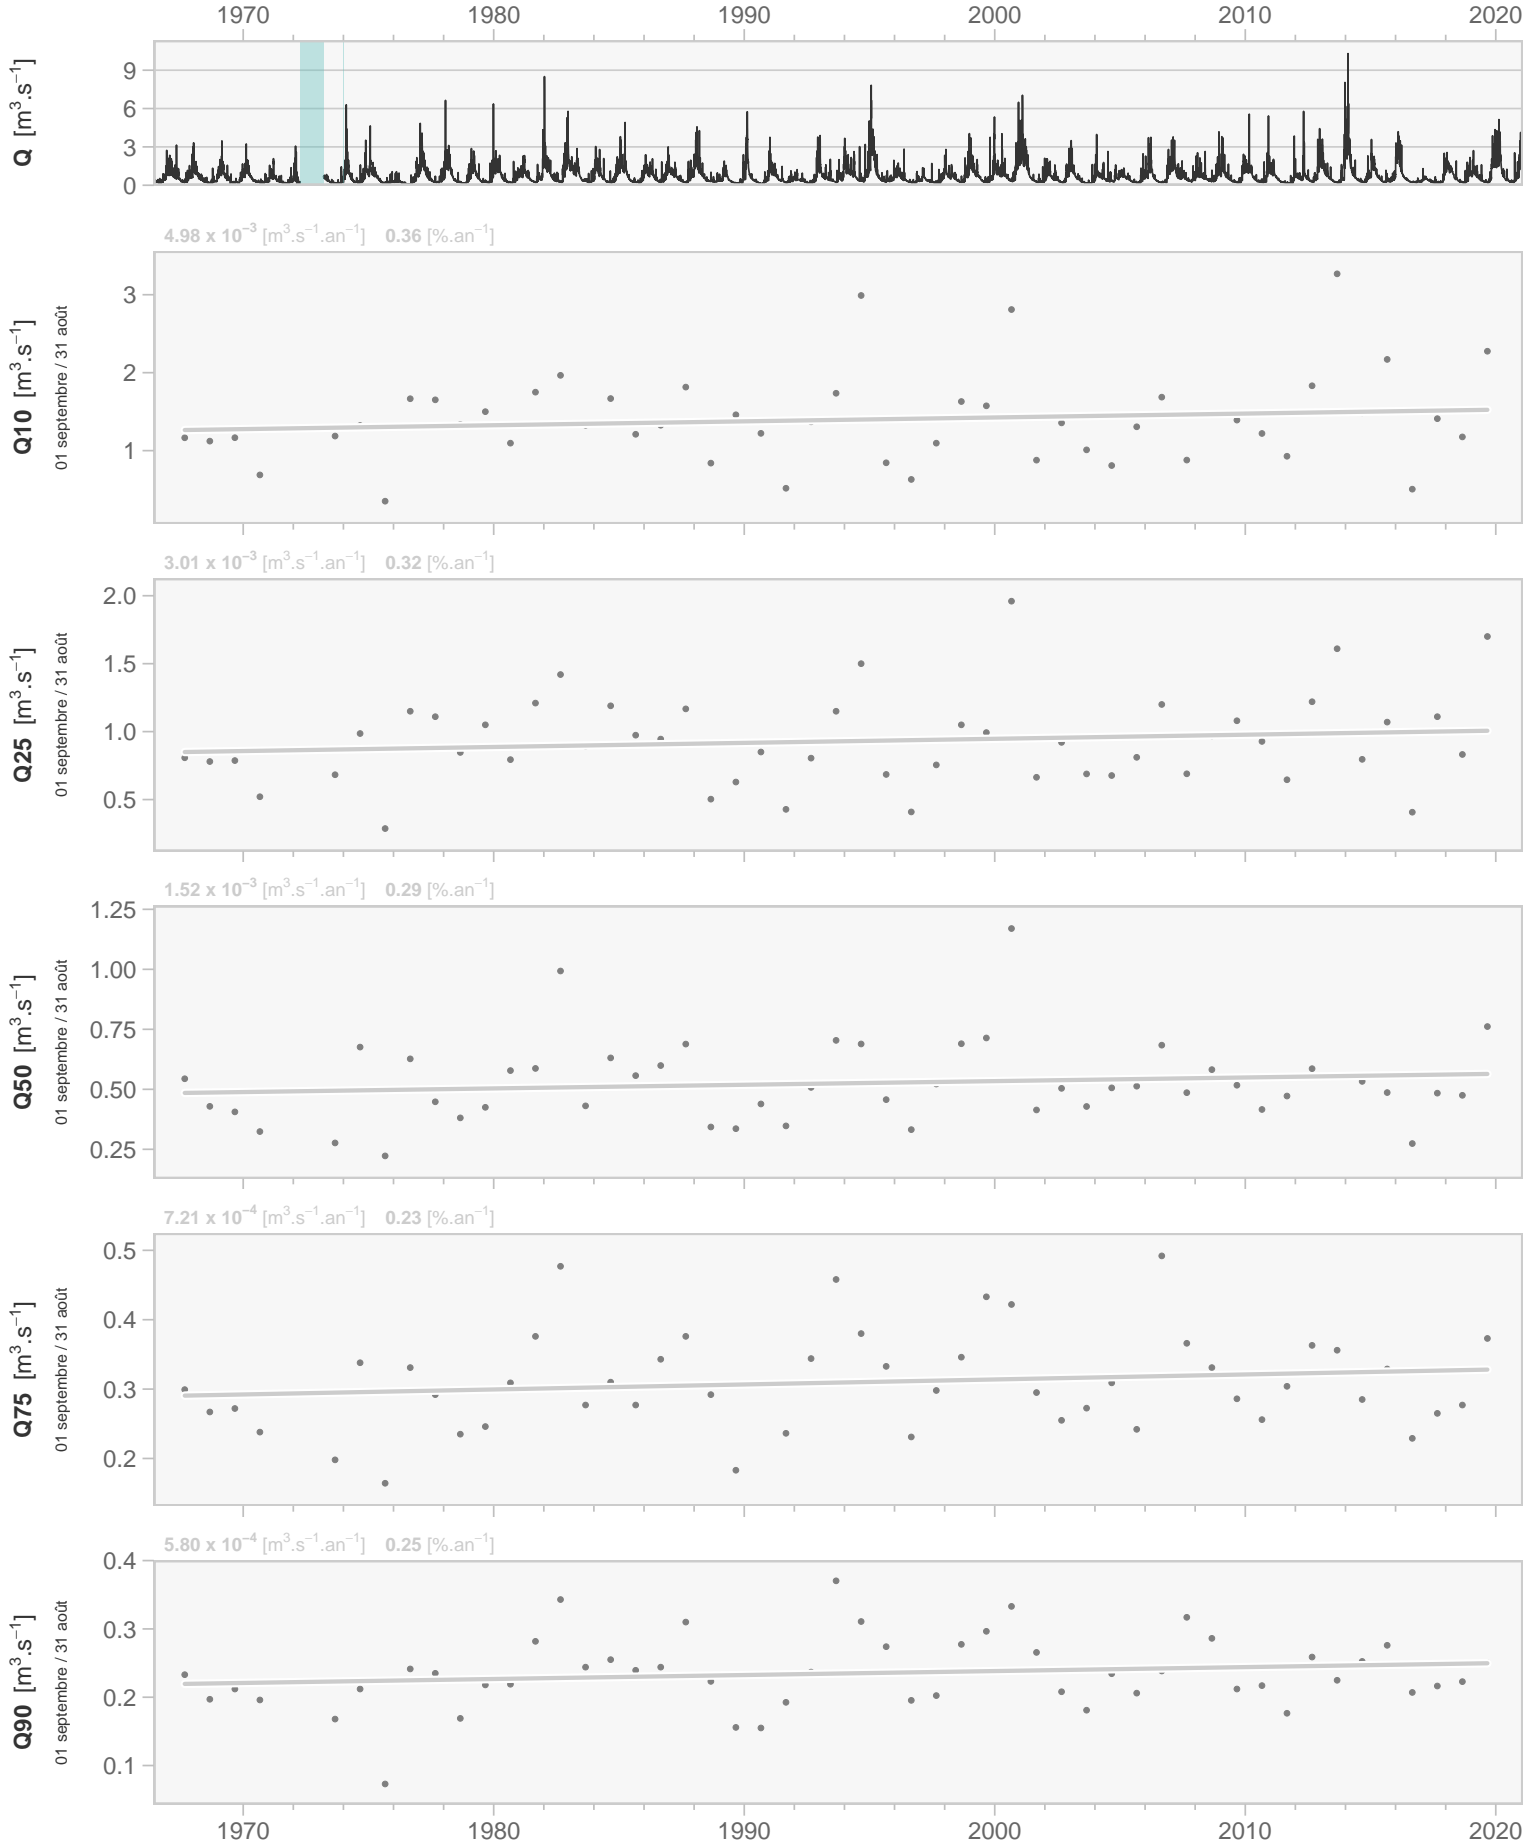 1970 1980 1990 2000 2010 2020
Q [m³.s⁻¹]
9
6
3
0
4.98 x 10⁻³ [m³.s⁻¹.an⁻¹] 0.36 [%.an⁻¹]
Q10 [m³.s⁻¹]
01 septembre / 31 août
3
2
1
3.01 x 10⁻³ [m³.s⁻¹.an⁻¹] 0.32 [%.an⁻¹]
Q25 [m³.s⁻¹]
01 septembre / 31 août
2.0
1.5
1.0
0.5
1.52 x 10⁻³ [m³.s⁻¹.an⁻¹] 0.29 [%.an⁻¹]
Q50 [m³.s⁻¹]
01 septembre / 31 août
1.25
1.00
0.75
0.50
0.25
7.21 x 10⁻⁴ [m³.s⁻¹.an⁻¹] 0.23 [%.an⁻¹]
Q75 [m³.s⁻¹]
01 septembre / 31 août
0.5
0.4
0.3
0.2
5.80 x 10⁻⁴ [m³.s⁻¹.an⁻¹] 0.25 [%.an⁻¹]
Q90 [m³.s⁻¹]
01 septembre / 31 août
0.4
0.3
0.2
0.1
1970 1980 1990 2000 2010 2020